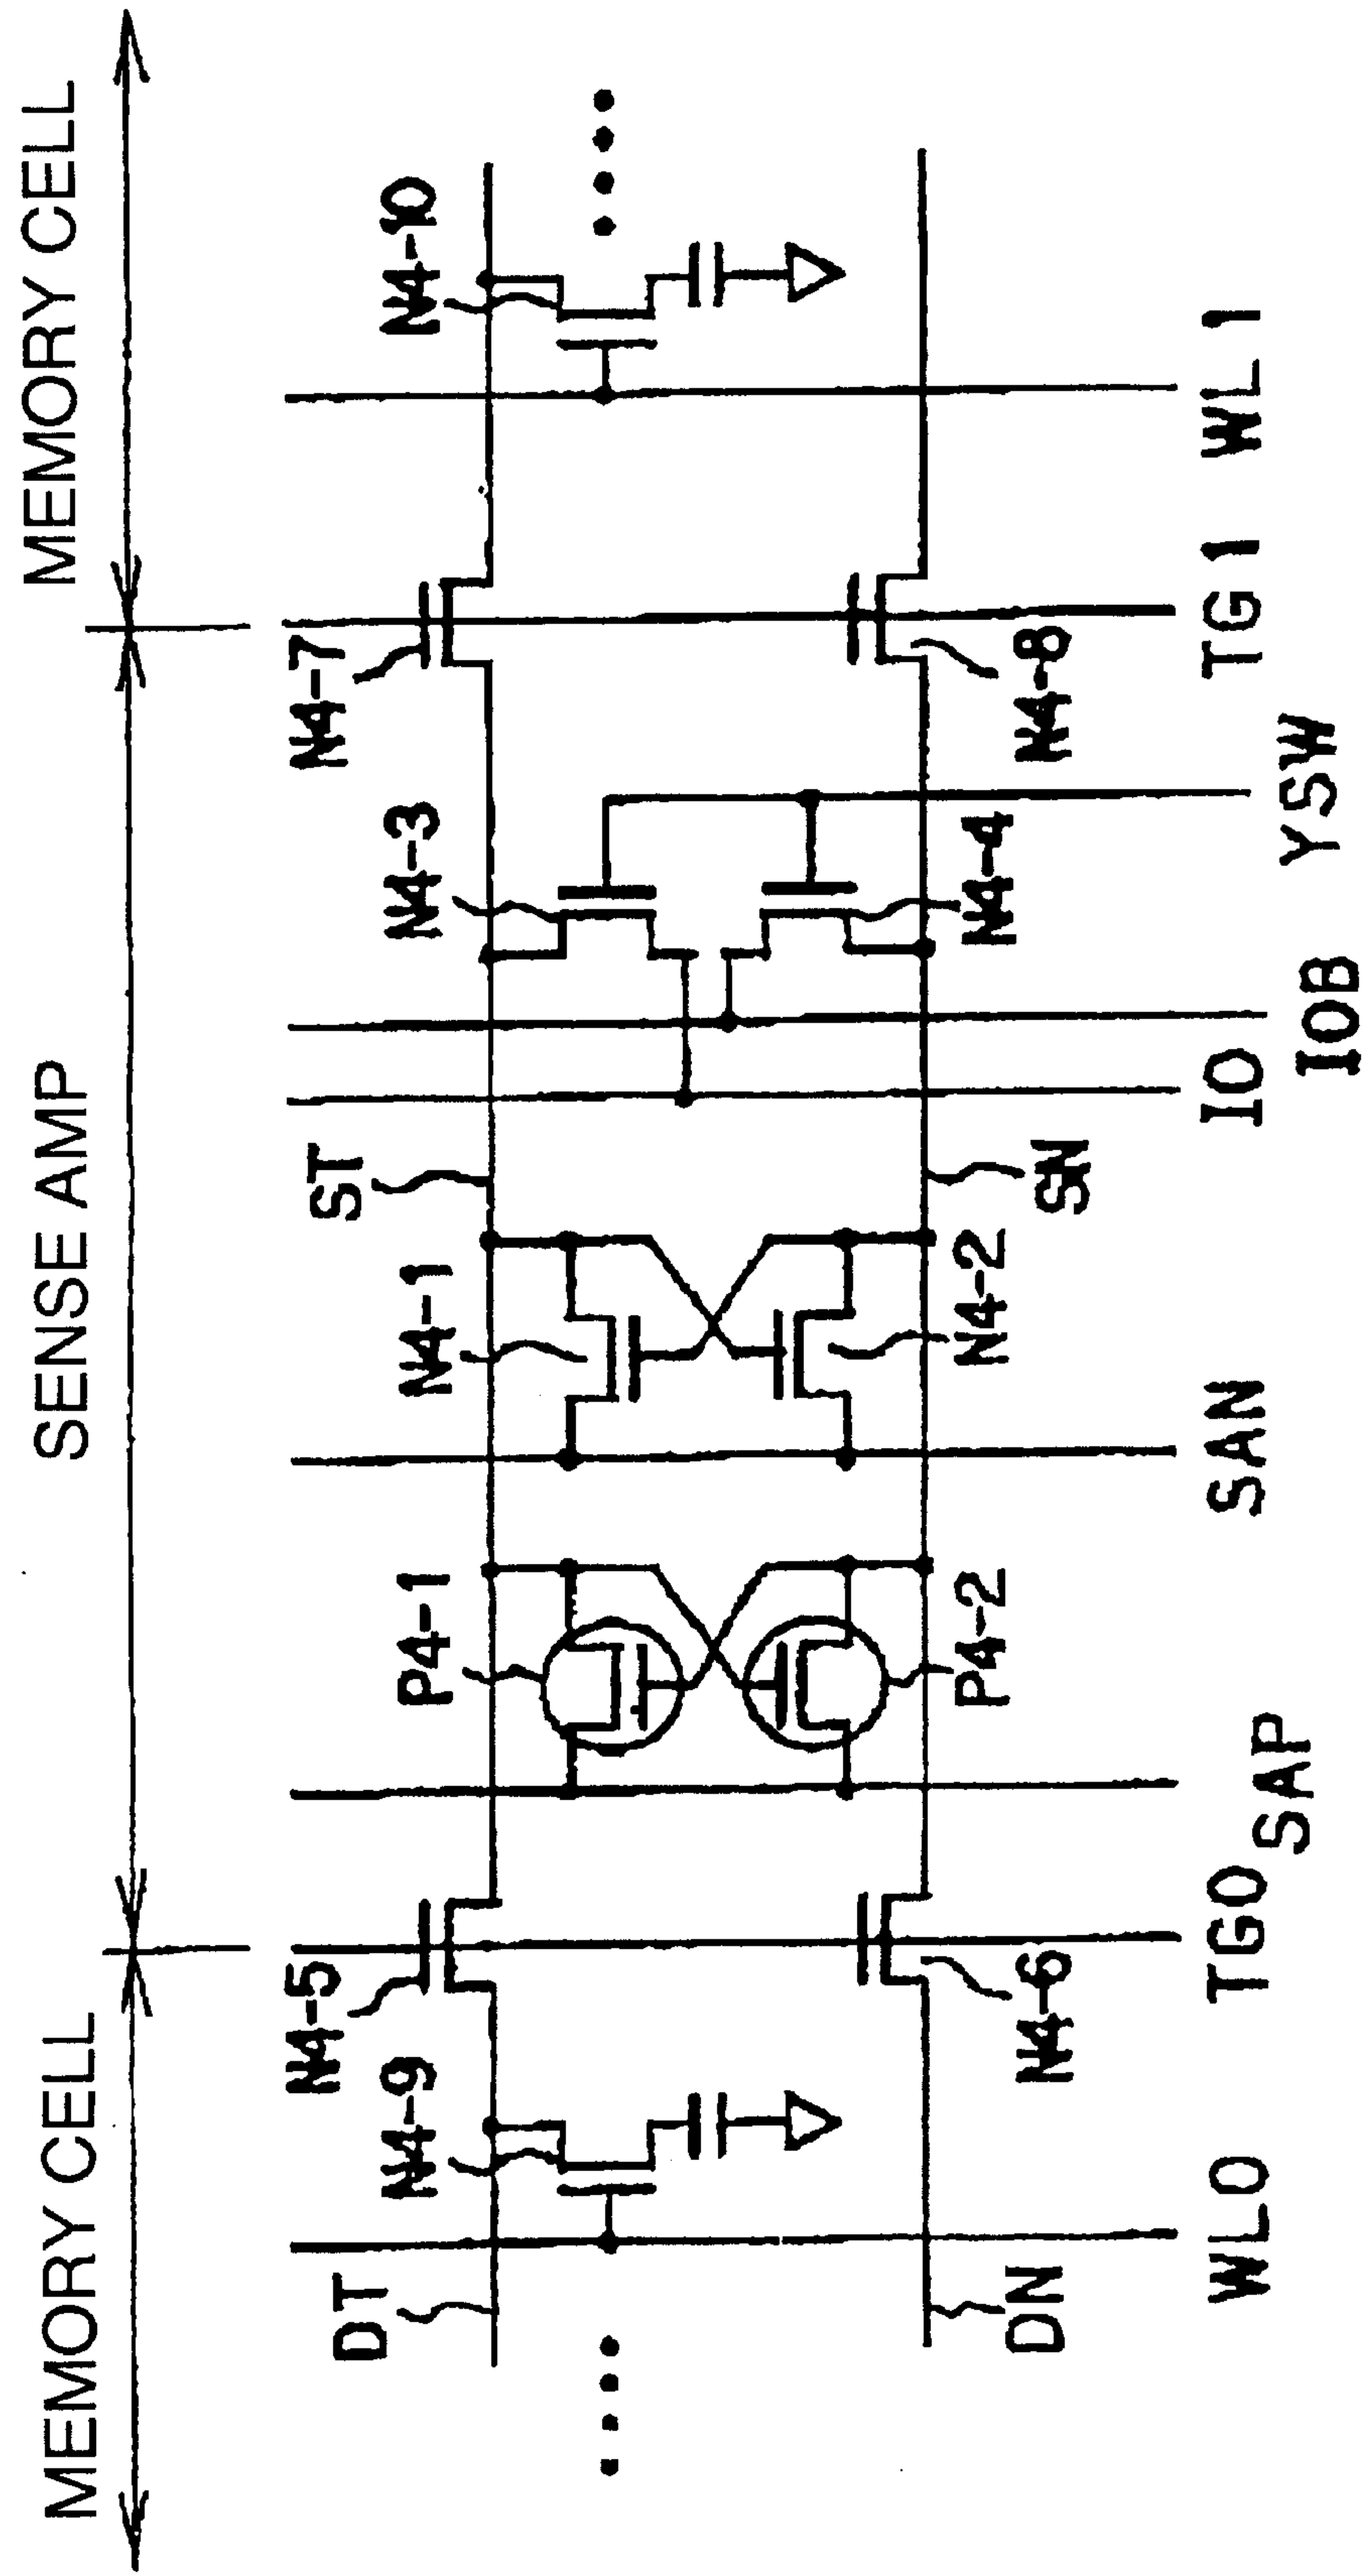 MEMORY CELL
SENSE AMP
MEMORY CELL
N4-5
N4-7
DT
ST
N4-9
P4-1
N4-1
N4-3
N4-10
P4-2
N4-2
N4-4
DN
N4-6
SN
N4-8
WL0
TG0
SAP
SAN
IO
IOB
YSW
TG1
WL1